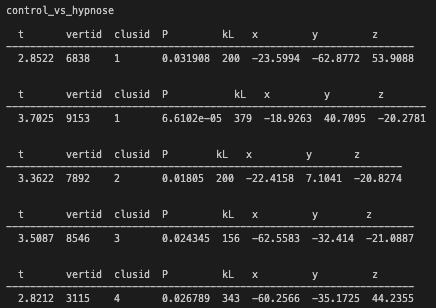 control_vs_hypnose
t vertid clusid P kL x y z
2.8522 6838 1 0.031908 200 -23.5994 -62.8772 53.9088
t vertid clusid P kL x y z
3.7025 9153 1 6.6102e-05 379 -18.9263 40.7095 -20.2781
t vertid clusid P kL x y z
3.3622 7892 2 0.01805 200 -22.4158 7.1041 -20.8274
t vertid clusid P kL x y z
3.5087 8546 3 0.024345 156 -62.5583 -32.414 -21.0887
t vertid clusid P kL x y z
2.8212 3115 4 0.026789 343 -60.2566 -35.1725 44.2355